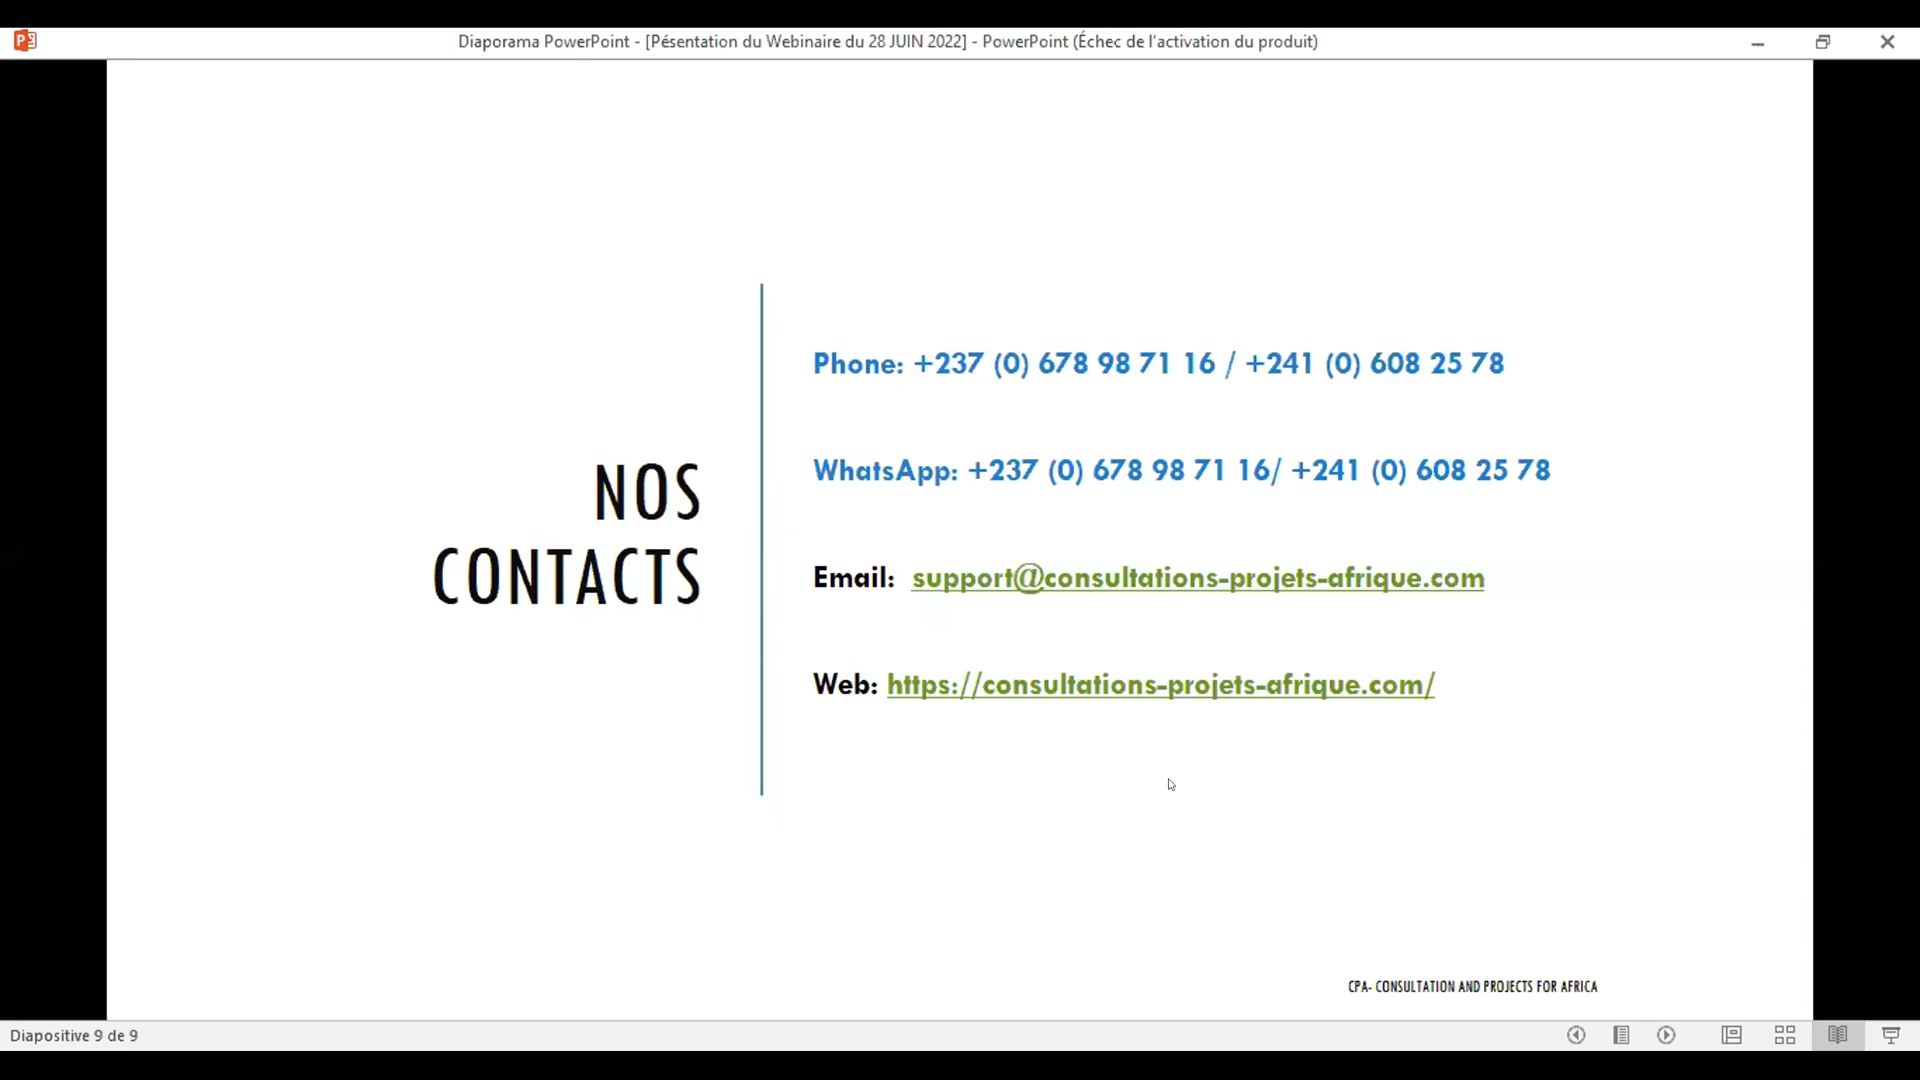 Diaporama PowerPoint - [Pésentation du Webinaire du 28 JUIN 2022] - PowerPoint (Échec de l'activation du produit)
NOS
CONTACTS
Phone: +237 (0) 678 98 71 16 / +241 (0) 608 25 78
WhatsApp: +237 (0) 678 98 71 16/ +241 (0) 608 25 78
Email: support@consultations-projets-afrique.com
Web: https://consultations-projets-afrique.com/
CPA- CONSULTATION AND PROJECTS FOR AFRICA
Diapositive 9 de 9